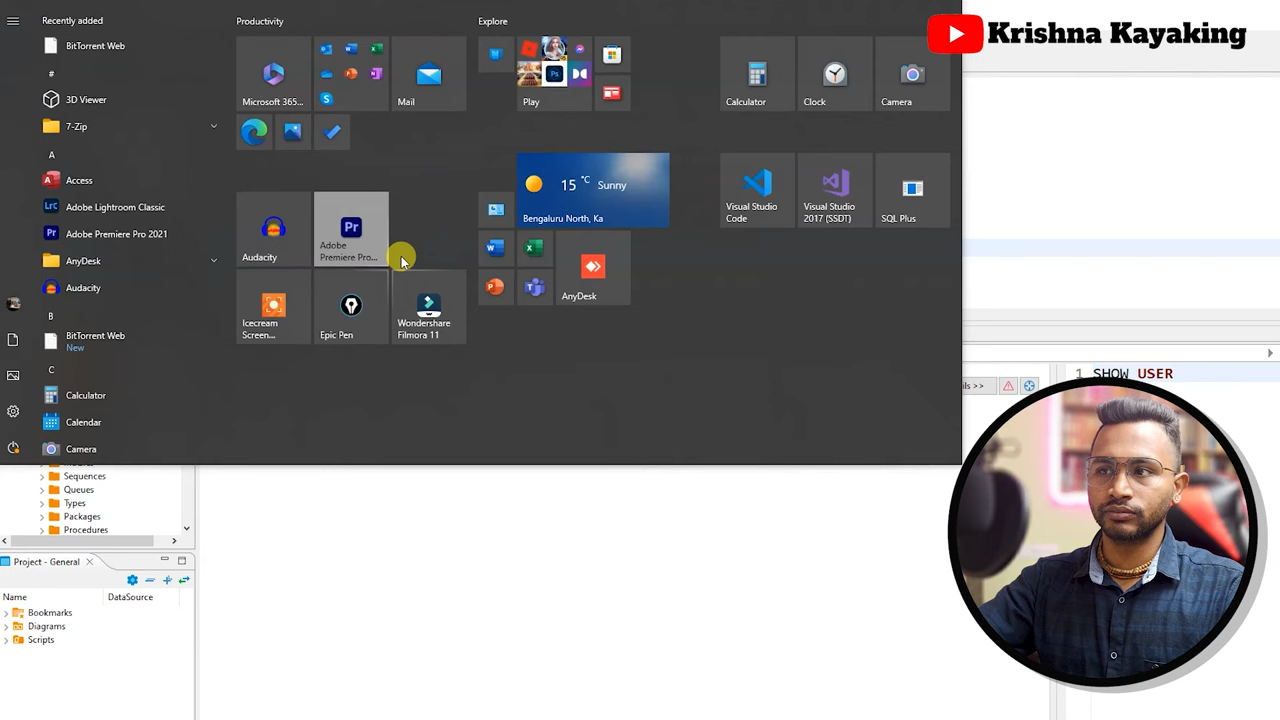 Krishna Kayaking
Recently added
BitTorrent Web
#
3D Viewer
7-Zip
A
Access
Adobe Lightroom Classic
Adobe Premiere Pro 2021
AnyDesk
Audacity
B
BitTorrent Web
New
C
Calculator
Calendar
Camera
Productivity
Microsoft 365...
Mail
Audacity
Adobe
Premiere Pro...
Icecream
Screen...
Epic Pen
Wondershare
Filmora 11
Explore
Play
15 °C Sunny
Bengaluru North, Ka
AnyDesk
Calculator
Clock
Camera
Visual Studio
Code
Visual Studio
2017 (SSDT)
SQL Plus
ils >>
1 SHOW USER
Sequences
Queues
Types
Packages
Procedures
Project - General
Name DataSource
Bookmarks
Diagrams
Scripts